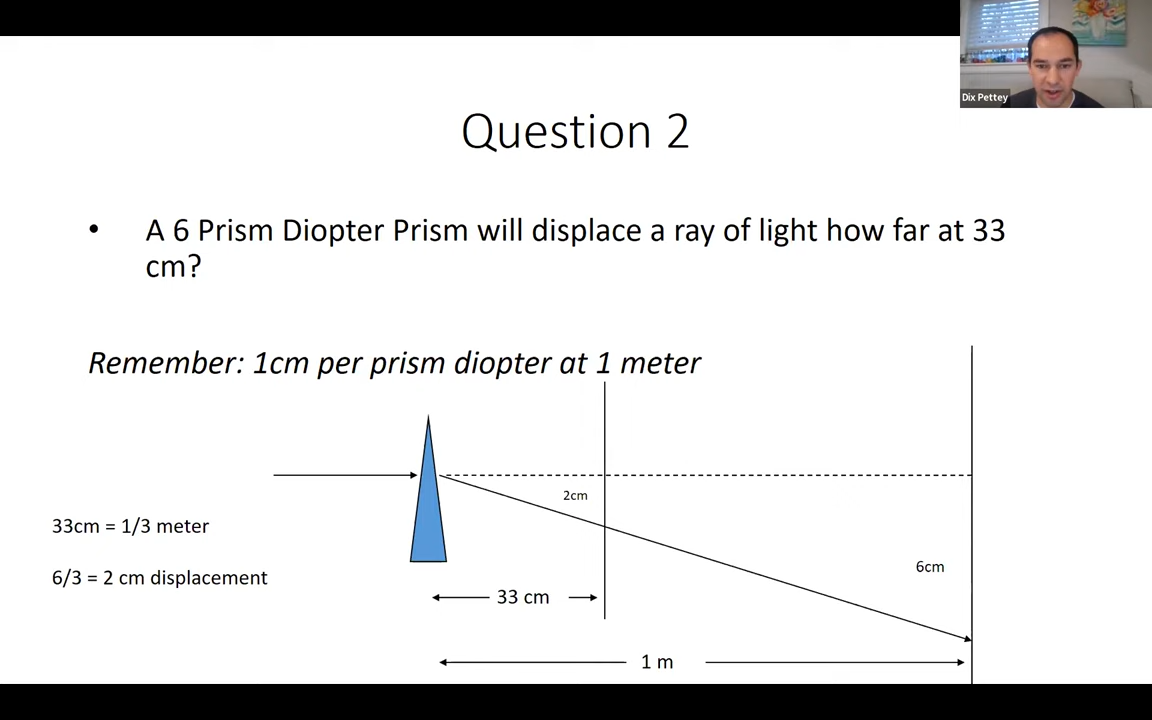 Dix Pettey
Question 2
• A 6 Prism Diopter Prism will displace a ray of light how far at 33
cm?
Remember: 1cm per prism diopter at 1 meter
2cm
33cm = 1/3 meter
6cm
6/3 = 2 cm displacement
33 cm
1 m